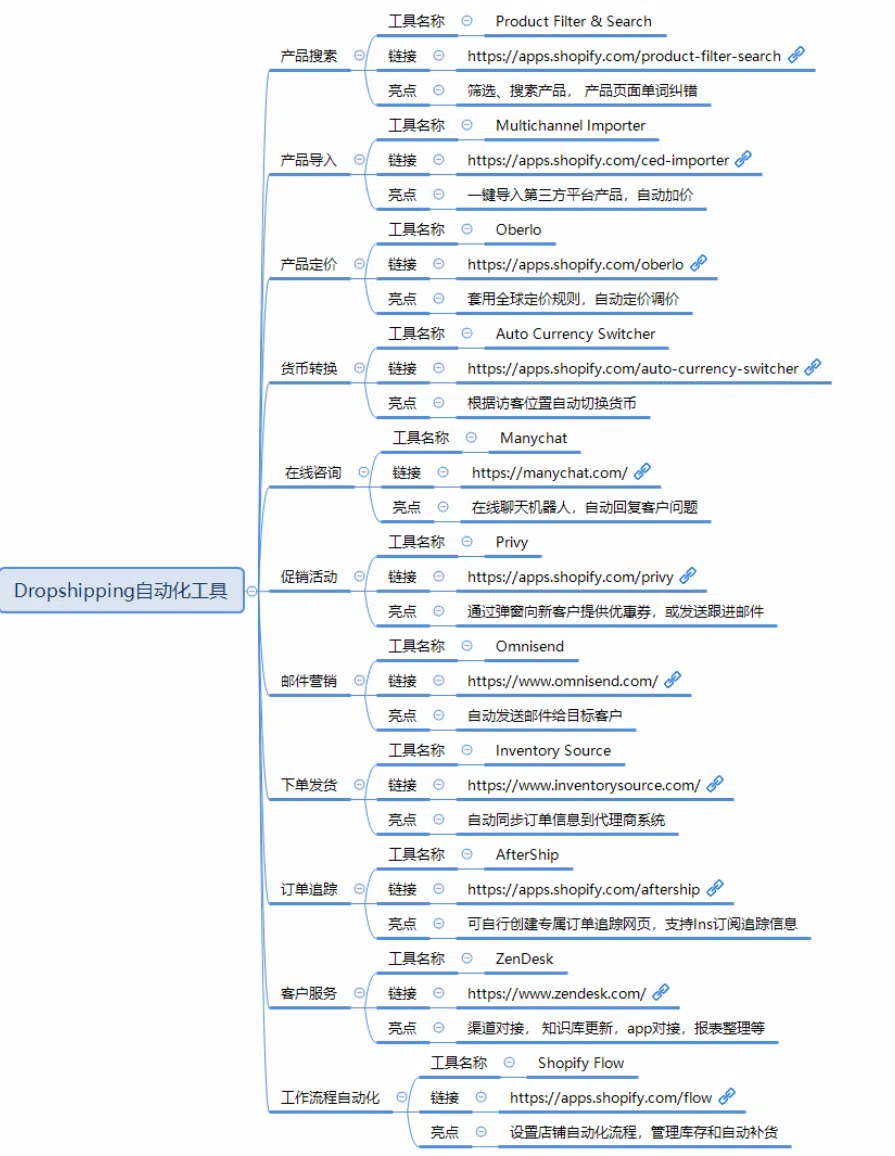 Dropshipping自动化工具
产品搜索
工具名称 Product Filter & Search
链接 https://apps.shopify.com/product-filter-search
亮点 筛选、搜索产品， 产品页面单词纠错
产品导入
工具名称 Multichannel Importer
链接 https://apps.shopify.com/ced-importer
亮点 一键导入第三方平台产品，自动加价
产品定价
工具名称 Oberlo
链接 https://apps.shopify.com/oberlo
亮点 套用全球定价规则，自动定价调价
货币转换
工具名称 Auto Currency Switcher
链接 https://apps.shopify.com/auto-currency-switcher
亮点 根据访客位置自动切换货币
在线咨询
工具名称 Manychat
链接 https://manychat.com/
亮点 在线聊天机器人，自动回复客户问题
促销活动
工具名称 Privy
链接 https://apps.shopify.com/privy
亮点 通过弹窗向新客户提供优惠券，或发送跟进邮件
邮件营销
工具名称 Omnisend
链接 https://www.omnisend.com/
亮点 自动发送邮件给目标客户
下单发货
工具名称 Inventory Source
链接 https://www.inventorysource.com/
亮点 自动同步订单信息到代理商系统
订单追踪
工具名称 AfterShip
链接 https://apps.shopify.com/aftership
亮点 可自行创建专属订单追踪网页，支持Ins订阅追踪信息
客户服务
工具名称 ZenDesk
链接 https://www.zendesk.com/
亮点 渠道对接， 知识库更新，app对接，报表整理等
工作流程自动化
工具名称 Shopify Flow
链接 https://apps.shopify.com/flow
亮点 设置店铺自动化流程，管理库存和自动补货